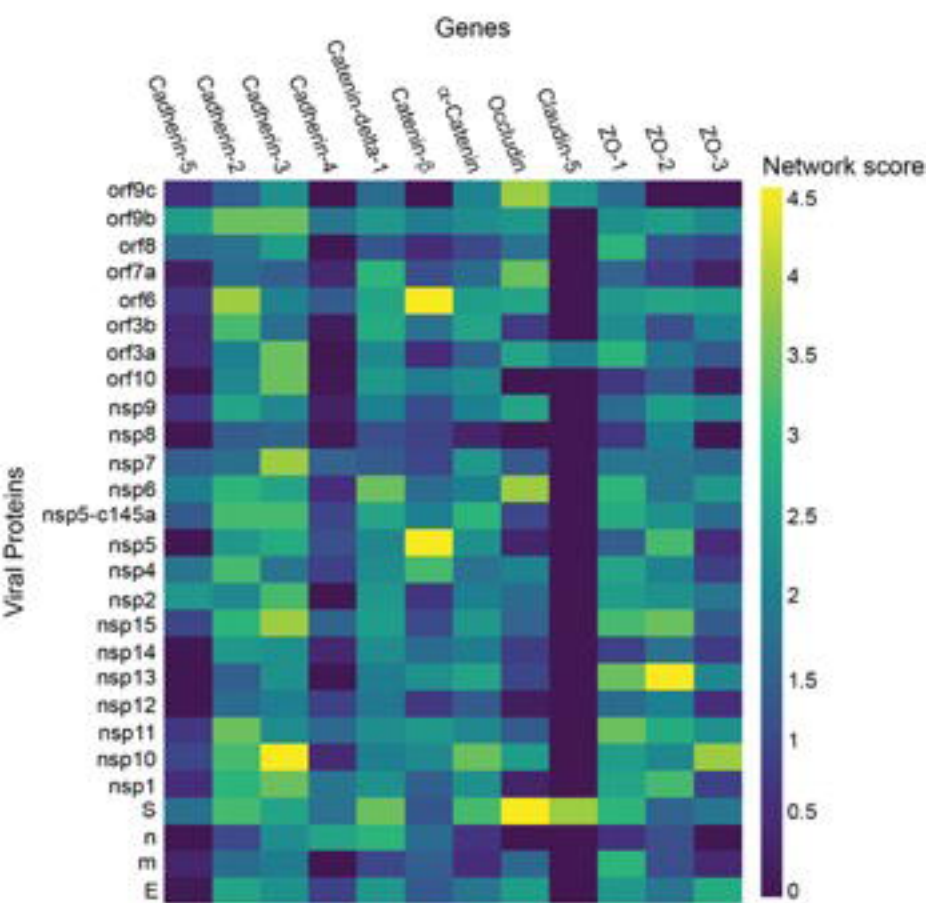 Genes
Cadherin-5
Cadherin-2
Cadherin-3
Cadherin-4
Catenin-delta-1
Catenin-β
α-Catenin
Occludin
Claudin-5
ZO-1
ZO-2
ZO-3
Network score
4.5
4
3.5
3
2.5
2
1.5
1
0.5
0
Viral Proteins
orf9c
orf9b
orf8
orf7a
orf6
orf3b
orf3a
orf10
nsp9
nsp8
nsp7
nsp6
nsp5-c145a
nsp5
nsp4
nsp2
nsp15
nsp14
nsp13
nsp12
nsp11
nsp10
nsp1
S
n
m
E